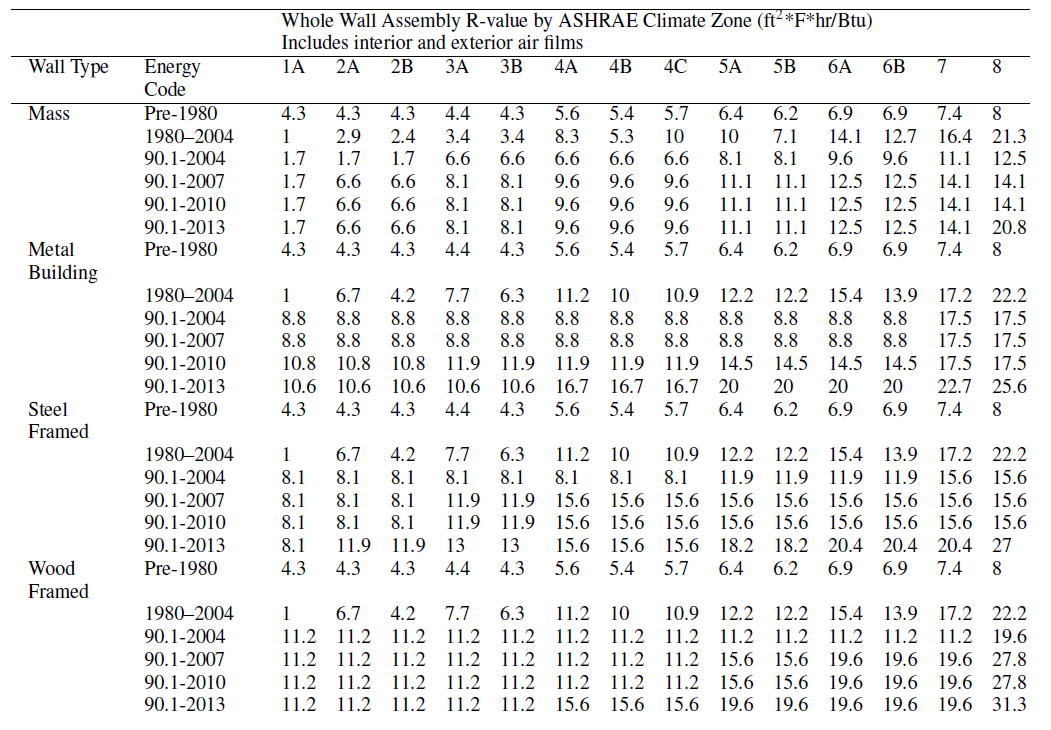 Whole Wall Assembly R-value by ASHRAE Climate Zone (ft²*F*hr/Btu)
Includes interior and exterior air films
Wall Type Energy Code 1A 2A 2B 3A 3B 4A 4B 4C 5A 5B 6A 6B 7 8
Mass Pre-1980 4.3 4.3 4.3 4.4 4.3 5.6 5.4 5.7 6.4 6.2 6.9 6.9 7.4 8
1980–2004 1 2.9 2.4 3.4 3.4 8.3 5.3 10 10 7.1 14.1 12.7 16.4 21.3
90.1-2004 1.7 1.7 1.7 6.6 6.6 6.6 6.6 6.6 8.1 8.1 9.6 9.6 11.1 12.5
90.1-2007 1.7 6.6 6.6 8.1 8.1 9.6 9.6 9.6 11.1 11.1 12.5 12.5 14.1 14.1
90.1-2010 1.7 6.6 6.6 8.1 8.1 9.6 9.6 9.6 11.1 11.1 12.5 12.5 14.1 14.1
90.1-2013 1.7 6.6 6.6 8.1 8.1 9.6 9.6 9.6 11.1 11.1 12.5 12.5 14.1 20.8
Metal Building Pre-1980 4.3 4.3 4.3 4.4 4.3 5.6 5.4 5.7 6.4 6.2 6.9 6.9 7.4 8
1980–2004 1 6.7 4.2 7.7 6.3 11.2 10 10.9 12.2 12.2 15.4 13.9 17.2 22.2
90.1-2004 8.8 8.8 8.8 8.8 8.8 8.8 8.8 8.8 8.8 8.8 8.8 8.8 17.5 17.5
90.1-2007 8.8 8.8 8.8 8.8 8.8 8.8 8.8 8.8 8.8 8.8 8.8 8.8 17.5 17.5
90.1-2010 10.8 10.8 10.8 11.9 11.9 11.9 11.9 11.9 14.5 14.5 14.5 14.5 17.5 17.5
90.1-2013 10.6 10.6 10.6 10.6 10.6 16.7 16.7 16.7 20 20 20 20 22.7 25.6
Steel Framed Pre-1980 4.3 4.3 4.3 4.4 4.3 5.6 5.4 5.7 6.4 6.2 6.9 6.9 7.4 8
1980–2004 1 6.7 4.2 7.7 6.3 11.2 10 10.9 12.2 12.2 15.4 13.9 17.2 22.2
90.1-2004 8.1 8.1 8.1 8.1 8.1 8.1 8.1 8.1 11.9 11.9 11.9 11.9 15.6 15.6
90.1-2007 8.1 8.1 8.1 11.9 11.9 15.6 15.6 15.6 15.6 15.6 15.6 15.6 15.6 15.6
90.1-2010 8.1 8.1 8.1 11.9 11.9 15.6 15.6 15.6 15.6 15.6 15.6 15.6 15.6 15.6
90.1-2013 8.1 11.9 11.9 13 13 15.6 15.6 15.6 18.2 18.2 20.4 20.4 20.4 27
Wood Framed Pre-1980 4.3 4.3 4.3 4.4 4.3 5.6 5.4 5.7 6.4 6.2 6.9 6.9 7.4 8
1980–2004 1 6.7 4.2 7.7 6.3 11.2 10 10.9 12.2 12.2 15.4 13.9 17.2 22.2
90.1-2004 11.2 11.2 11.2 11.2 11.2 11.2 11.2 11.2 11.2 11.2 11.2 11.2 11.2 19.6
90.1-2007 11.2 11.2 11.2 11.2 11.2 11.2 11.2 11.2 15.6 15.6 19.6 19.6 19.6 27.8
90.1-2010 11.2 11.2 11.2 11.2 11.2 11.2 11.2 11.2 15.6 15.6 19.6 19.6 19.6 27.8
90.1-2013 11.2 11.2 11.2 11.2 11.2 15.6 15.6 15.6 19.6 19.6 19.6 19.6 19.6 31.3